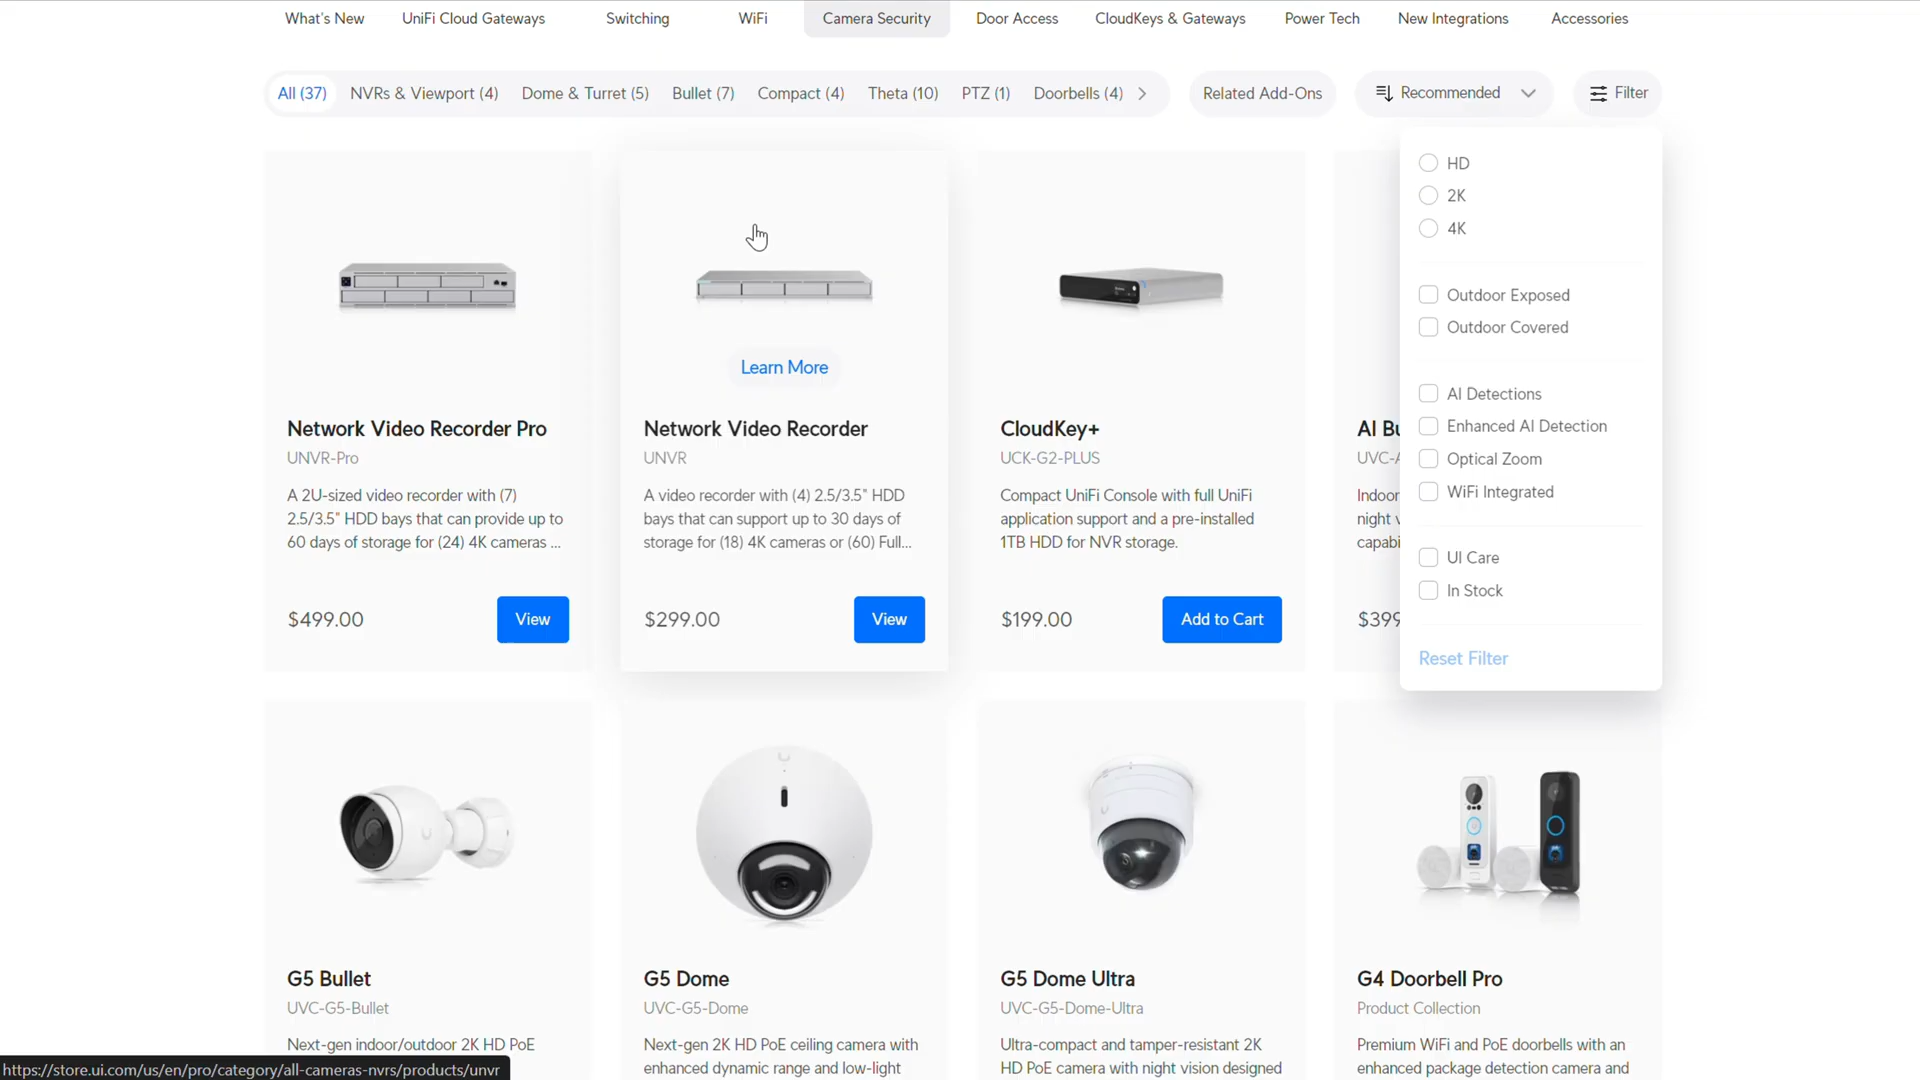 What's New UniFi Cloud Gateways Switching WiFi Camera Security Door Access CloudKeys & Gateways Power Tech New Integrations Accessories
All (37) NVRs & Viewport (4) Dome & Turret (5) Bullet (7) Compact (4) Theta (10) PTZ (1) Doorbells (4) Related Add-Ons Recommended Filter
HD
2K
4K
Outdoor Exposed
Outdoor Covered
AI Detections
Enhanced AI Detection
Optical Zoom
WiFi Integrated
UI Care
In Stock
Reset Filter
Network Video Recorder Pro
UNVR-Pro
A 2U-sized video recorder with (7)
2.5/3.5" HDD bays that can provide up to
60 days of storage for (24) 4K cameras ...
$499.00 View
Learn More
Network Video Recorder
UNVR
A video recorder with (4) 2.5/3.5" HDD
bays that can support up to 30 days of
storage for (18) 4K cameras or (60) Full...
$299.00 View
CloudKey+
UCK-G2-PLUS
Compact UniFi Console with full UniFi
application support and a pre-installed
1TB HDD for NVR storage.
$199.00 Add to Cart
AI Bu
UVC-A
Indoor
night v
capabi
$399
G5 Bullet
UVC-G5-Bullet
Next-gen indoor/outdoor 2K HD PoE
G5 Dome
UVC-G5-Dome
Next-gen 2K HD PoE ceiling camera with
enhanced dynamic range and low-light
G5 Dome Ultra
UVC-G5-Dome-Ultra
Ultra-compact and tamper-resistant 2K
HD PoE camera with night vision designed
G4 Doorbell Pro
Product Collection
Premium WiFi and PoE doorbells with an
enhanced package detection camera and
https://store.ui.com/us/en/pro/category/all-cameras-nvrs/products/unvr